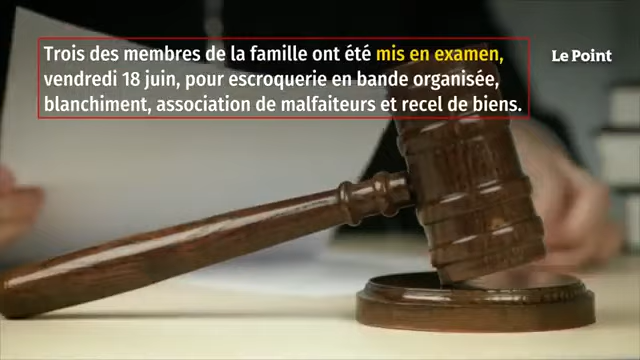 Trois des membres de la famille ont été mis en examen,
vendredi 18 juin, pour escroquerie en bande organisée,
blanchiment, association de malfaiteurs et recel de biens.
Le Point